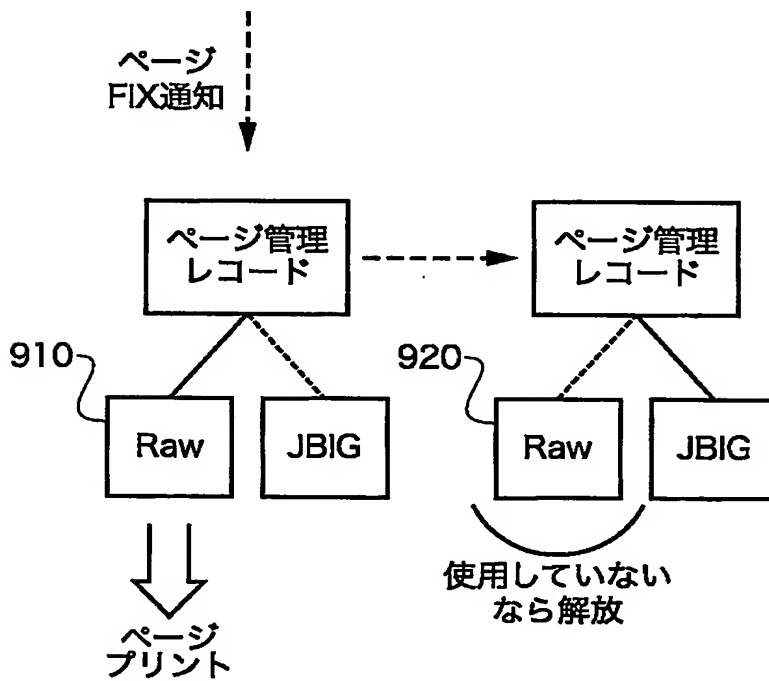 ページ
FIX通知
ページ管理
レコード
ページ管理
レコード
910
920
Raw
JBIG
Raw
JBIG
使用していない
なら解放
ページ
プリント